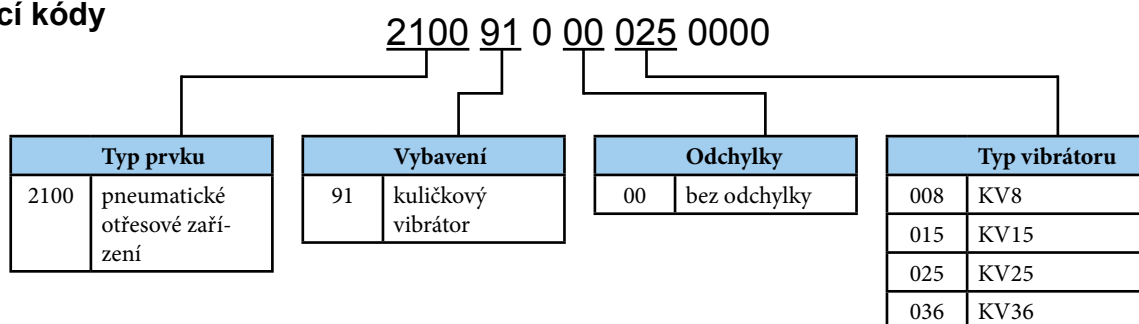 cí kódy
2100 91 0 00 025 0000
Typ prvku
2100 pneumatické
otřesové zaří-
zení
Vybavení
91 kuličkový
vibrátor
Odchylky
00 bez odchylky
Typ vibrátoru
008 KV8
015 KV15
025 KV25
036 KV36